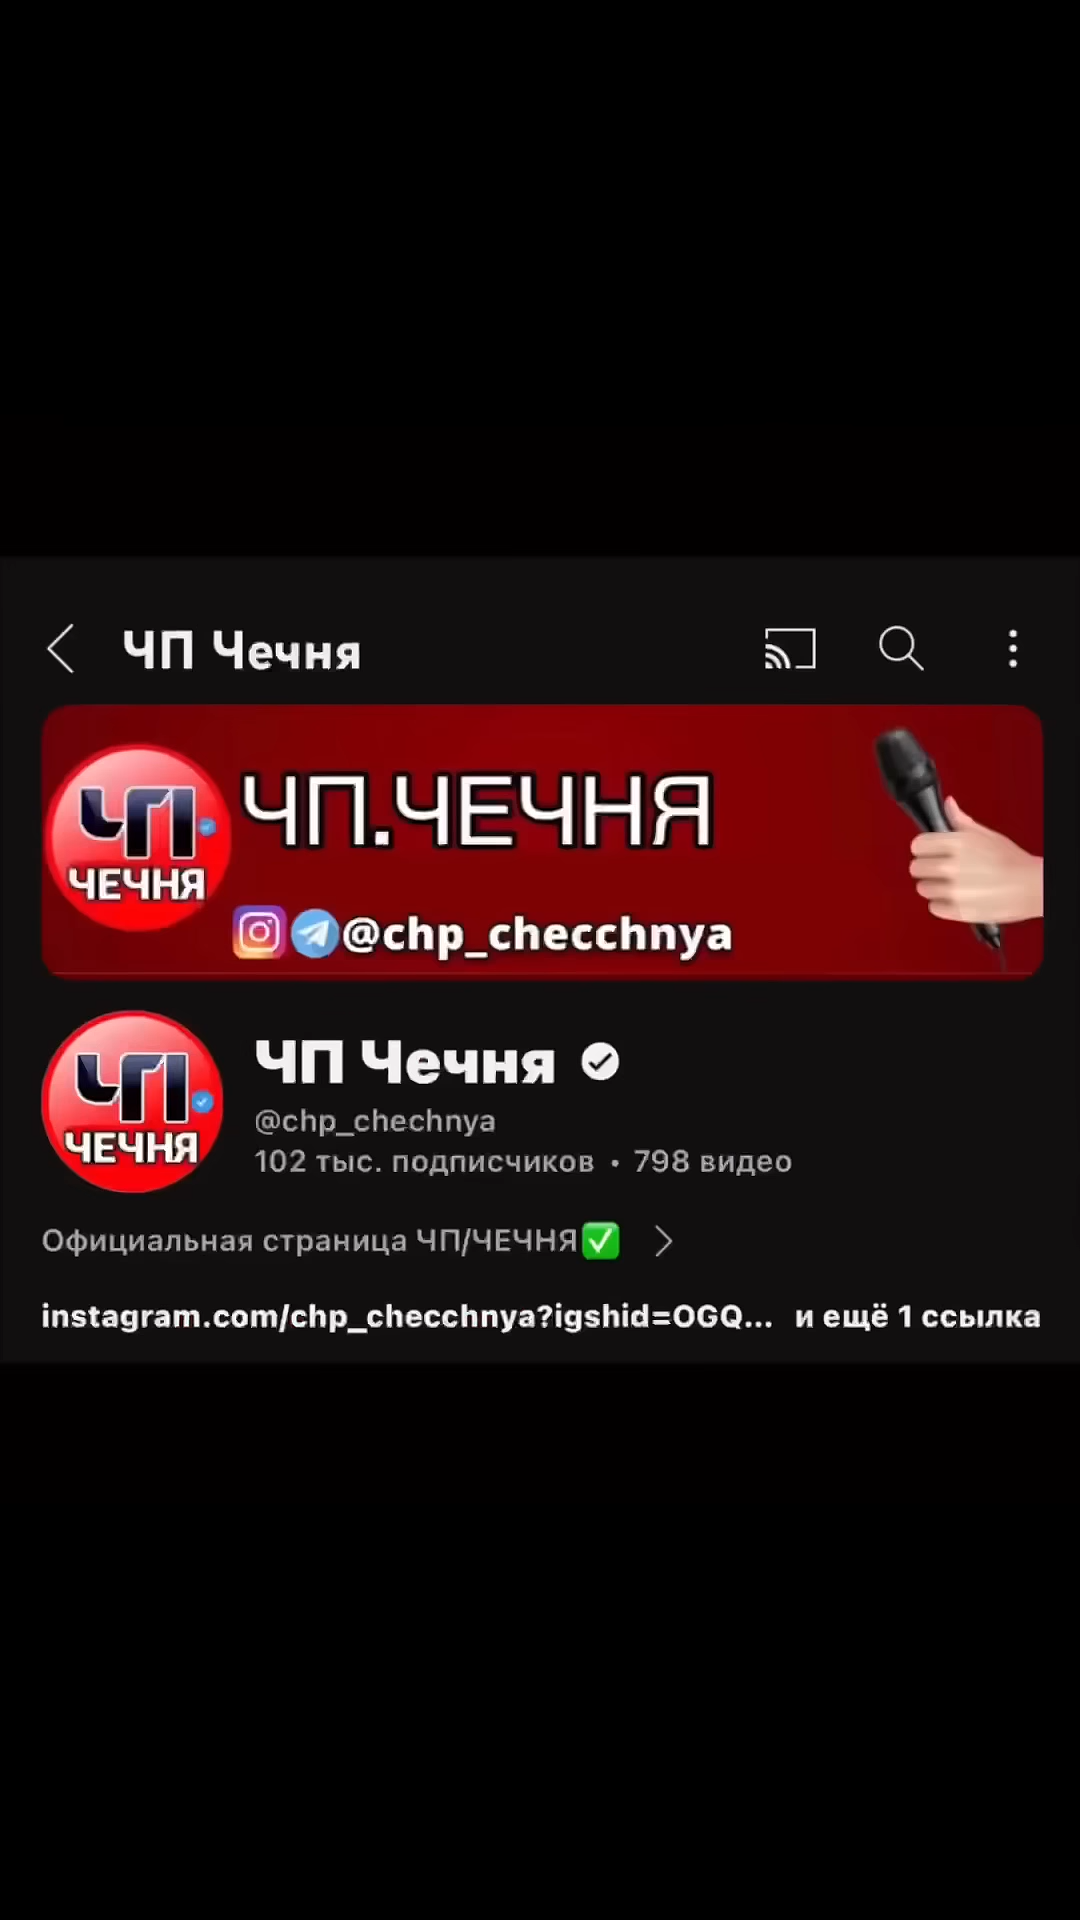 ЧП Чечня
ЧП
ЧЕЧНЯ
ЧП.ЧЕЧНЯ
@chp_checchnya
ЧП
ЧЕЧНЯ
ЧП Чечня
@chp_chechnya
102 тыс. подписчиков • 798 видео
Официальная страница ЧП/ЧЕЧНЯ✅
instagram.com/chp_checchnya?igshid=OGQ... и ещё 1 ссылка